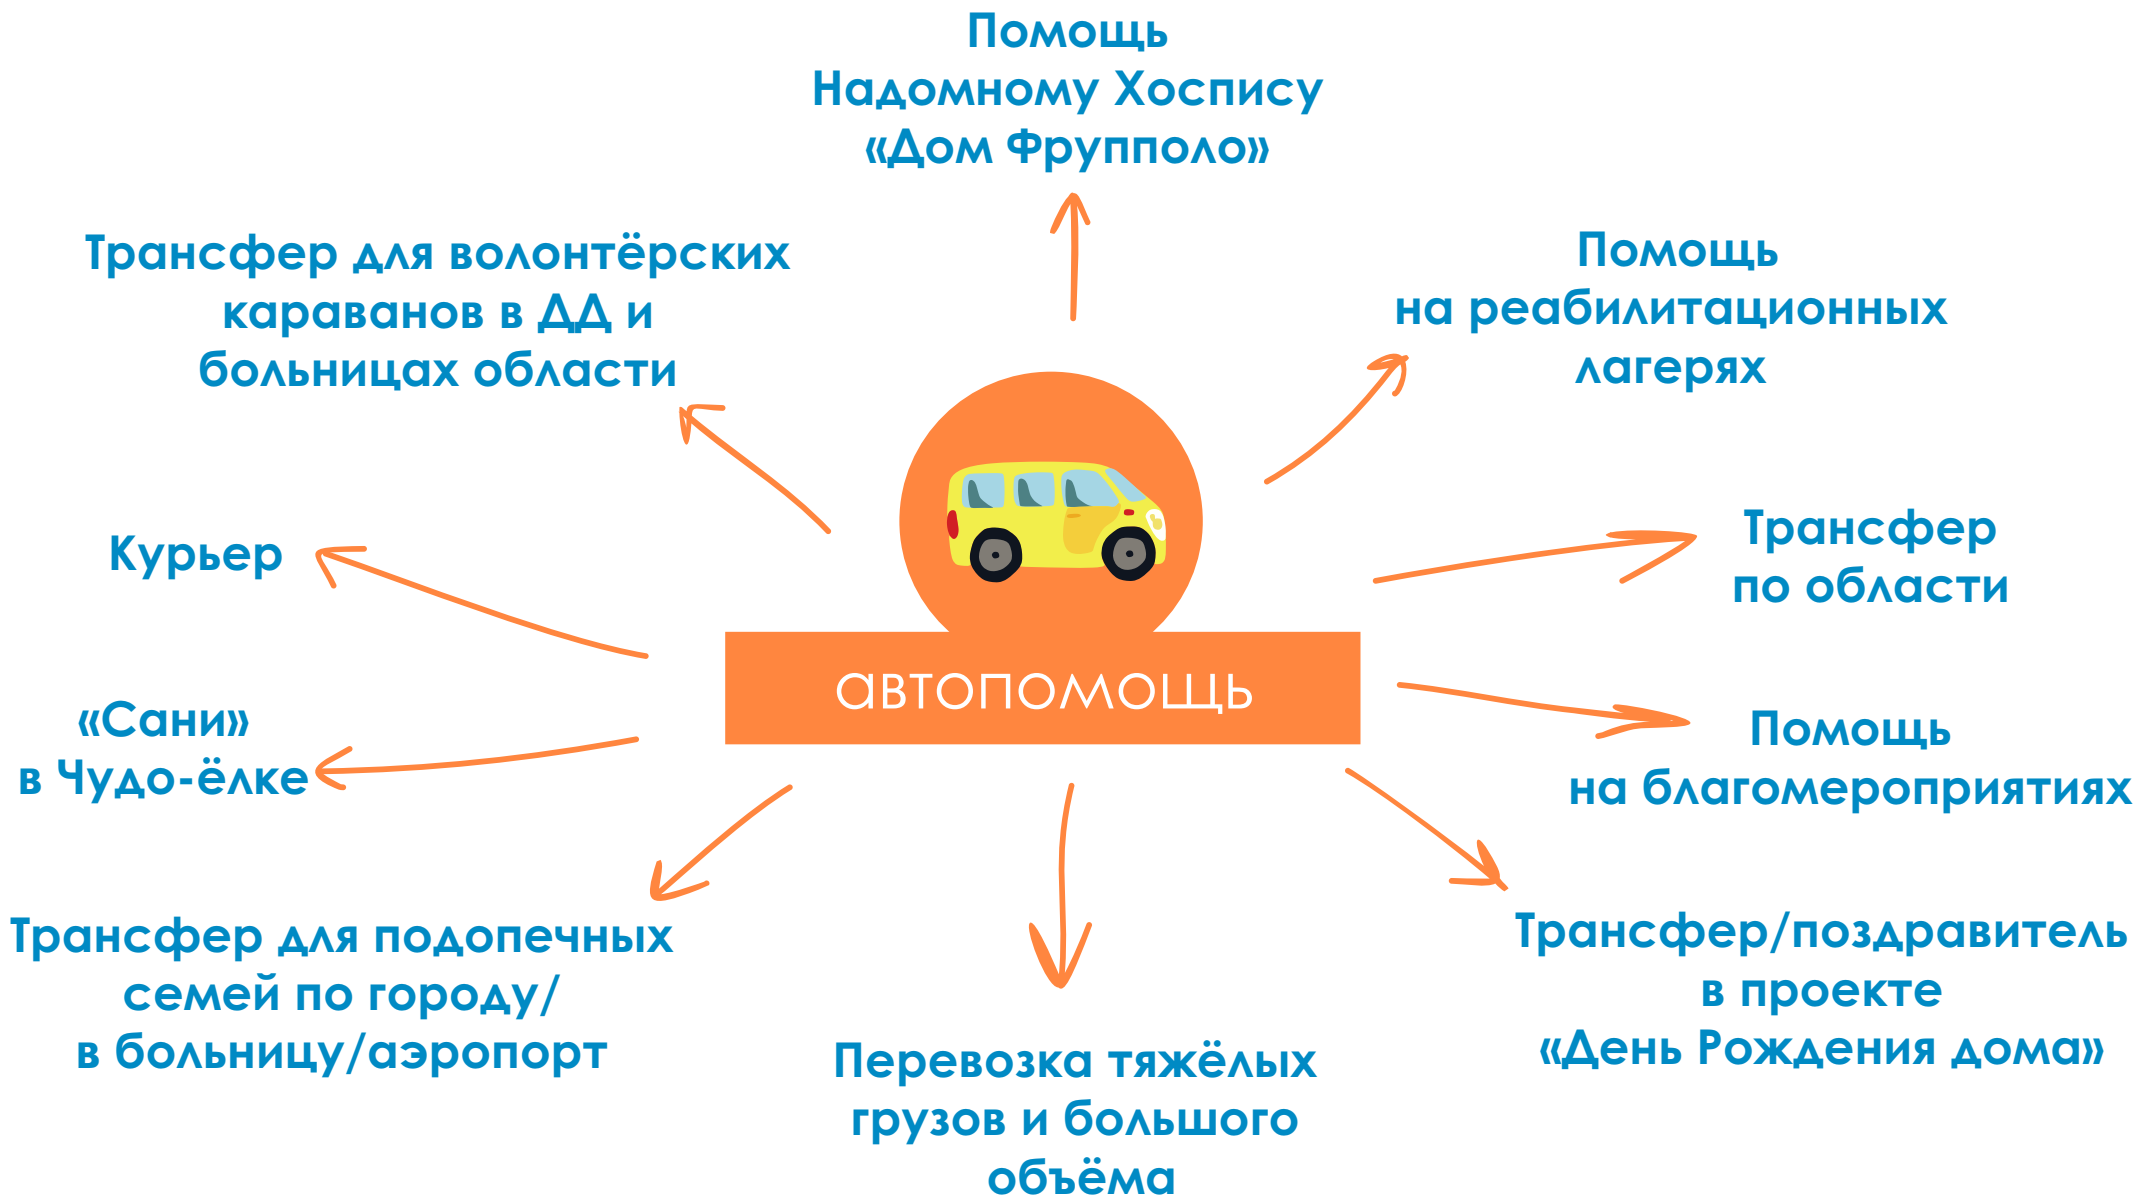 Помощь
Надомному Хоспису
«Дом Фрупполо»
Трансфер для волонтёрских
караванов в ДД и
больницах области
Помощь
на реабилитационных
лагерях
Курьер
Трансфер
по области
автопомощь
«Сани»
в Чудо-ёлке
Помощь
на благомероприятиях
Трансфер для подопечных
семей по городу/
в больницу/аэропорт
Перевозка тяжёлых
грузов и большого
объёма
Трансфер/поздравитель
в проекте
«День Рождения дома»